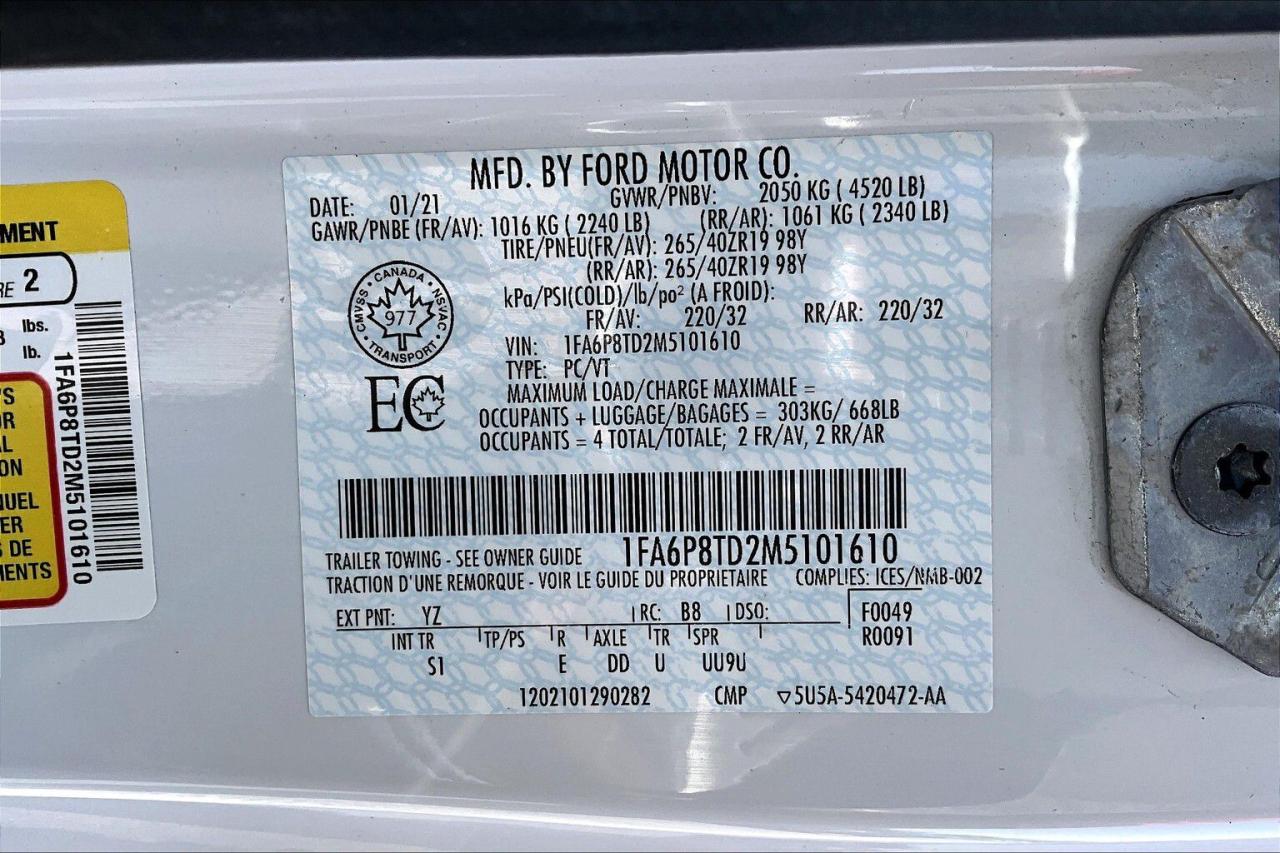 MENT
RE 2
lbs.
lb.
'S
OR
AL
ON
NUEL
ER
S DE
MENTS
1FA6P8TD2M5101610
MFD. BY FORD MOTOR CO.
DATE: 01/21 GVWR/PNBV: 2050 KG ( 4520 LB)
GAWR/PNBE (FR/AV): 1016 KG ( 2240 LB) (RR/AR): 1061 KG ( 2340 LB)
TIRE/PNEU(FR/AV): 265/40ZR19 98Y
(RR/AR): 265/40ZR19 98Y
kPa/PSI(COLD)/lb/po² (A FROID):
FR/AV: 220/32 RR/AR: 220/32
CMVSS · CANADA · NSVAC
977
· TRANSPORT ·
VIN: 1FA6P8TD2M5101610
TYPE: PC/VT
EC
MAXIMUM LOAD/CHARGE MAXIMALE =
OCCUPANTS + LUGGAGE/BAGAGES = 303KG/ 668LB
OCCUPANTS = 4 TOTAL/TOTALE; 2 FR/AV, 2 RR/AR
TRAILER TOWING - SEE OWNER GUIDE 1FA6P8TD2M5101610
TRACTION D'UNE REMORQUE - VOIR LE GUIDE DU PROPRIETAIRE COMPLIES: ICES/NMB-002
EXT PNT: YZ RC: B8 DSO: F0049
INT TR TP/PS R AXLE TR SPR R0091
S1 E DD U UU9U
1202101290282 CMP ▽5U5A-5420472-AA